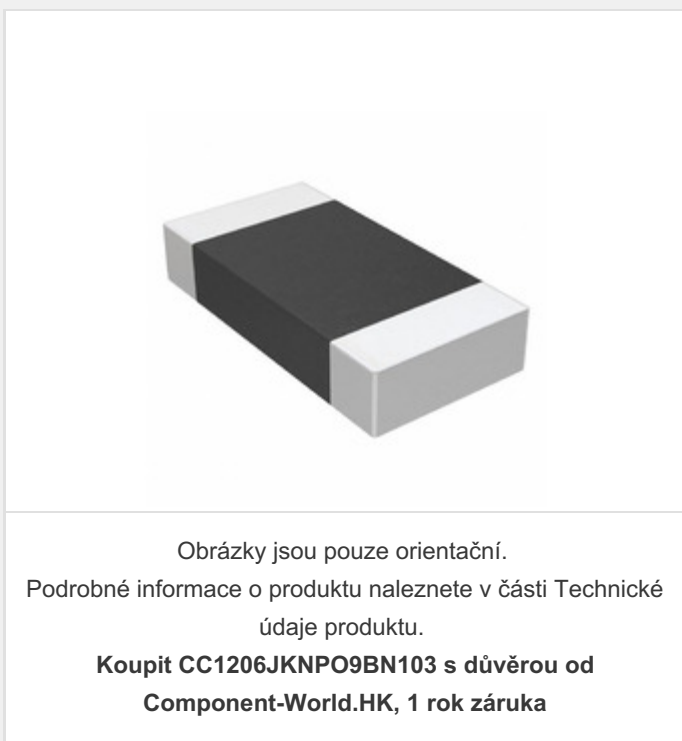 Obrázky jsou pouze orientační.
Podrobné informace o produktu naleznete v části Technické
údaje produktu.
Koupit CC1206JKNPO9BN103 s důvěrou od
Component-World.HK, 1 rok záruka